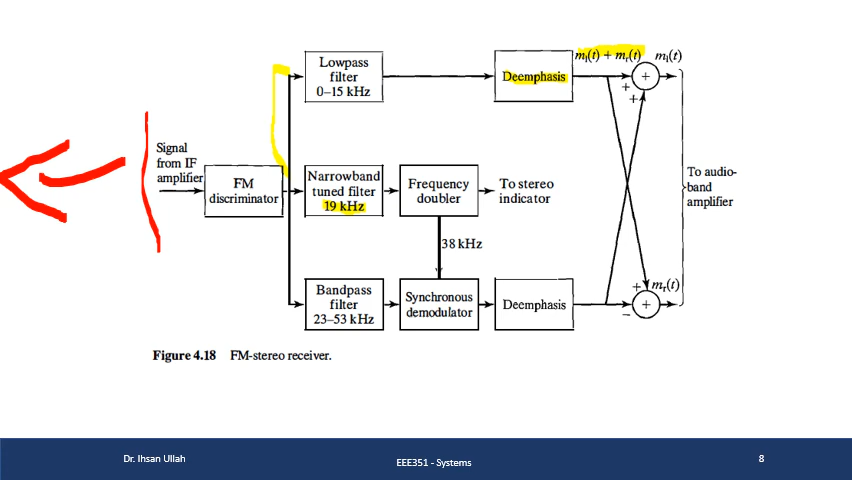 Lowpass
filter
0–15 kHz
Deemphasis
m_l(t) + m_r(t)
m_l(t)
+
+
+
Signal
from IF
amplifier
FM
discriminator
Narrowband
tuned filter
19 kHz
Frequency
doubler
To stereo
indicator
To audio-
band
amplifier
38 kHz
Bandpass
filter
23–53 kHz
Synchronous
demodulator
Deemphasis
+
m_r(t)
+
−
Figure 4.18 FM-stereo receiver.
Dr. Ihsan Ullah
EEE351 - Systems
8